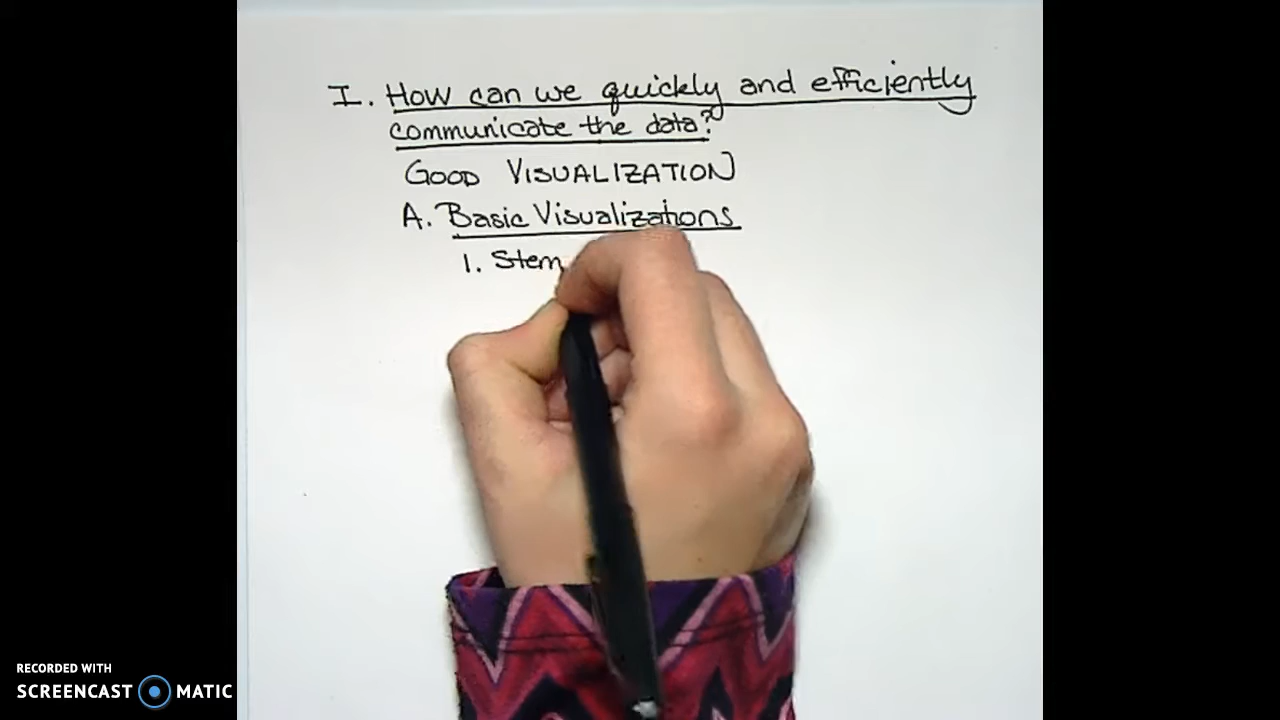 I. How can we quickly and efficiently
communicate the data?
GOOD VISUALIZATION
A. Basic Visualizations
1. Stem
RECORDED WITH
SCREENCAST MATIC